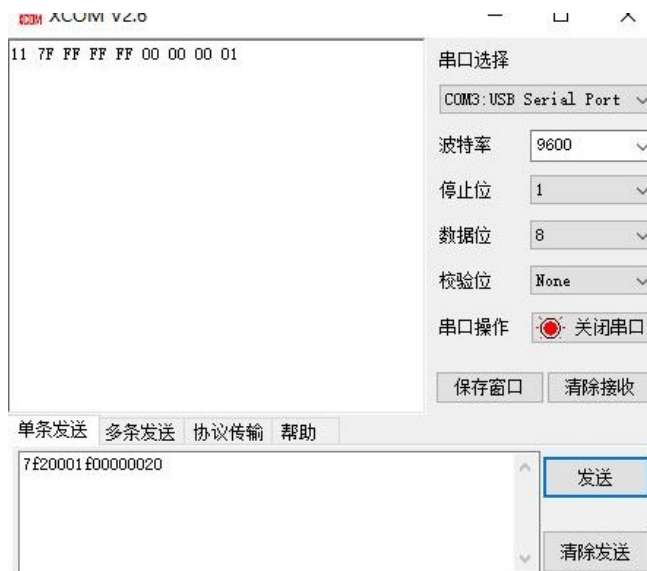 XCOM V2.6
11 7F FF FF FF 00 00 00 01
串口选择
COM3:USB Serial Port
波特率 9600
停止位 1
数据位 8
校验位 None
串口操作 关闭串口
保存窗口 清除接收
单条发送 多条发送 协议传输 帮助
7f20001f00000020
发送
清除发送